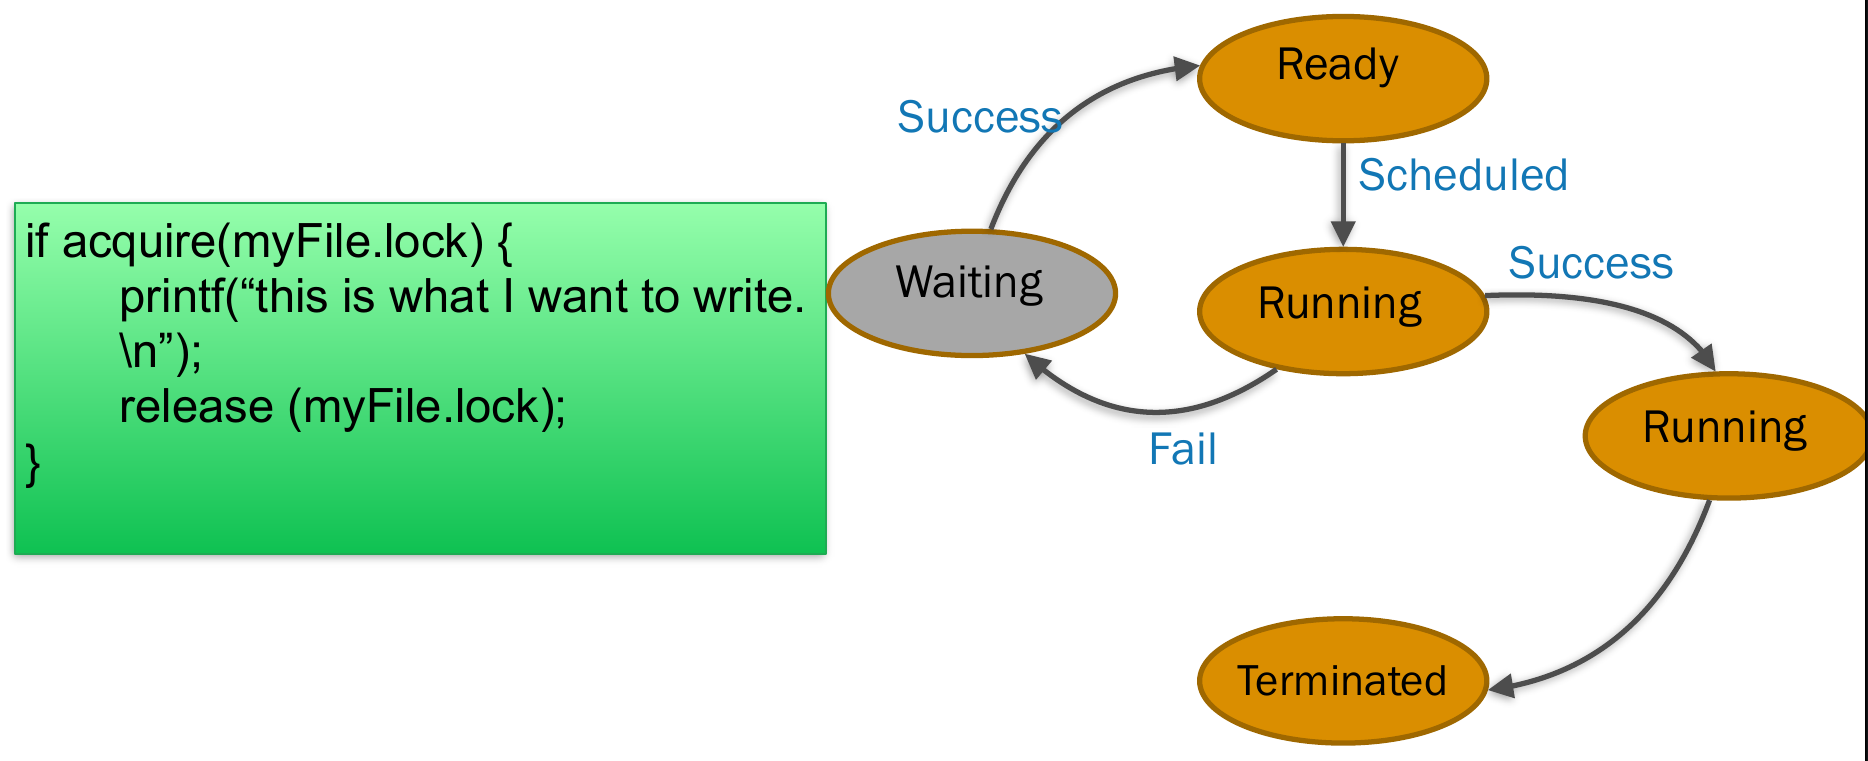 if acquire(myFile.lock) {
printf(“this is what I want to write.
\n”);
release (myFile.lock);
}
Ready
Success
Scheduled
Waiting
Running
Success
Fail
Running
Terminated